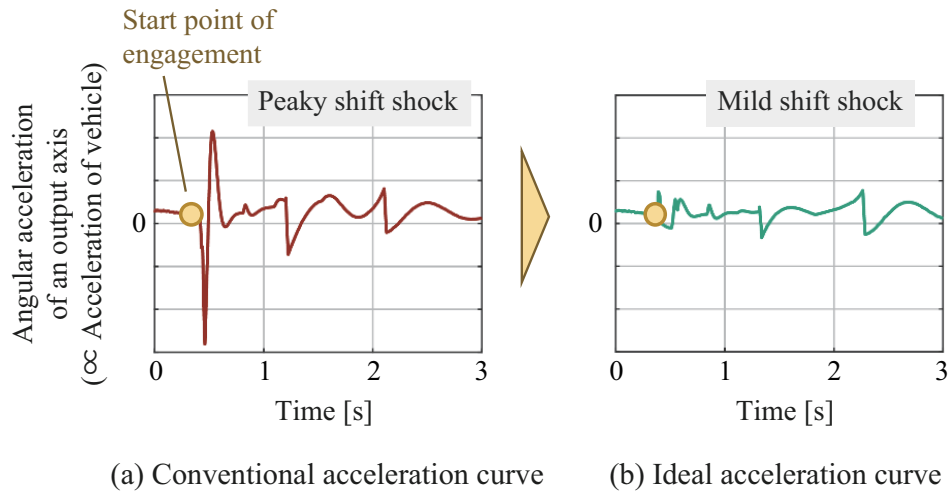 Start point of
engagement
Angular acceleration
of an output axis
(∝ Acceleration of vehicle)
Peaky shift shock
0
0 1 2 3
Time [s]
(a) Conventional acceleration curve
Mild shift shock
0
0 1 2 3
Time [s]
(b) Ideal acceleration curve